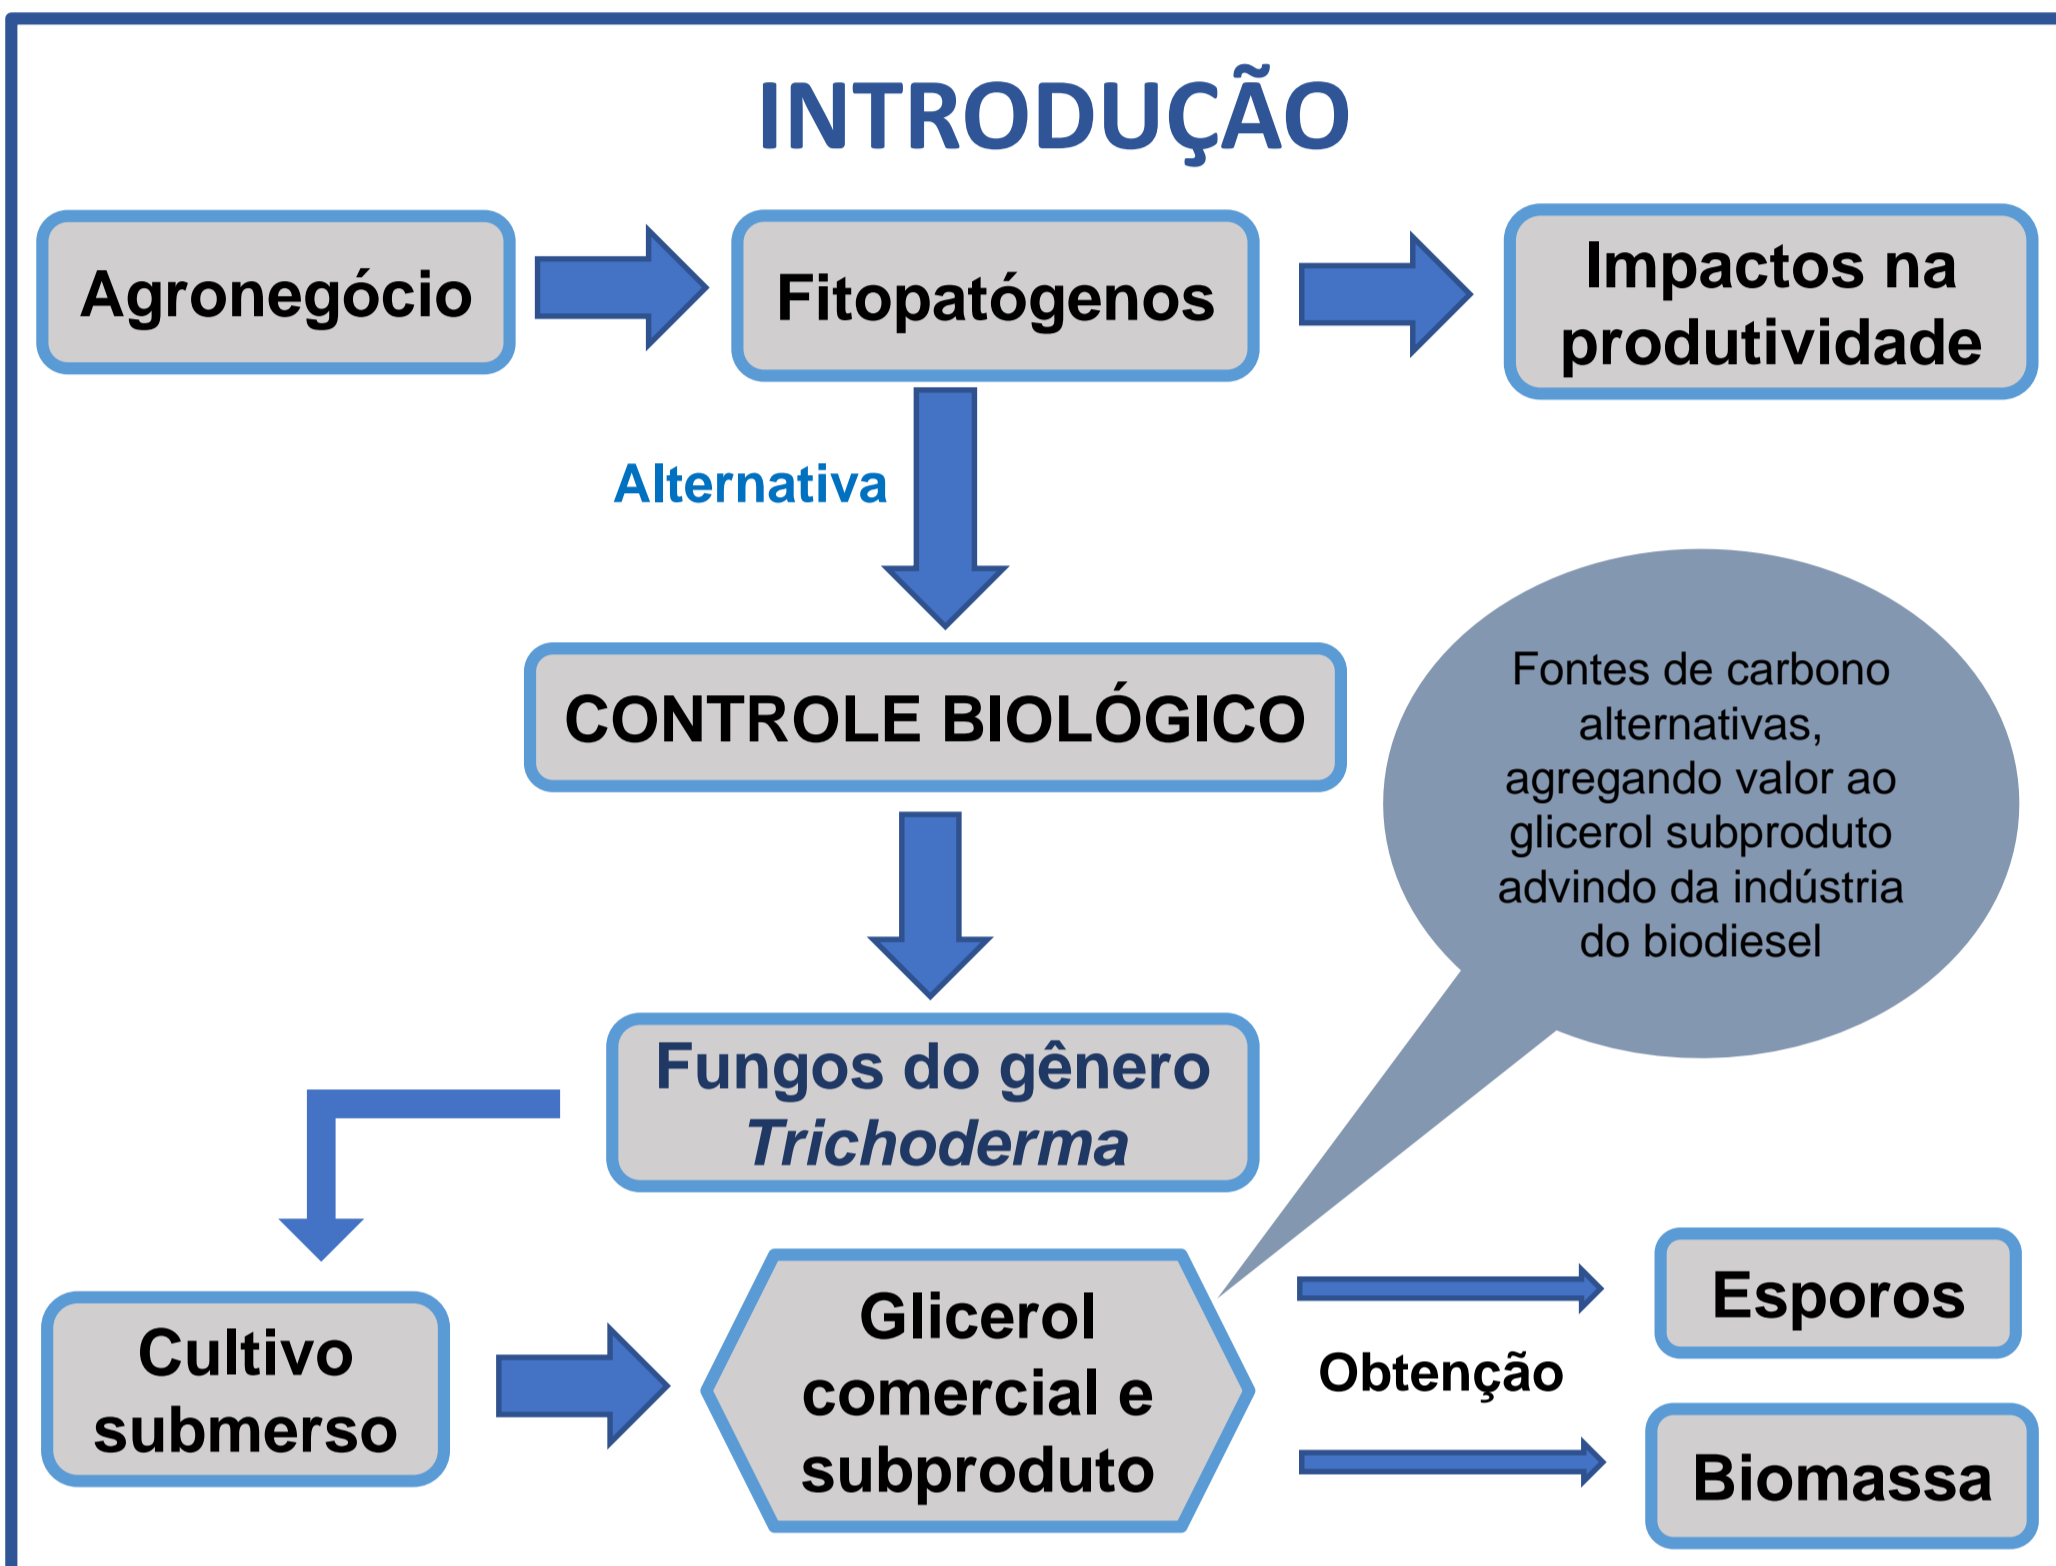 INTRODUÇÃO
Agronegócio
Fitopatógenos
Impactos na
produtividade
Alternativa
CONTROLE BIOLÓGICO
Fontes de carbono
alternativas,
agregando valor ao
glicerol subproduto
advindo da indústria
do biodiesel
Fungos do gênero
Trichoderma
Cultivo
submerso
Glicerol
comercial e
subproduto
Obtenção
Esporos
Biomassa